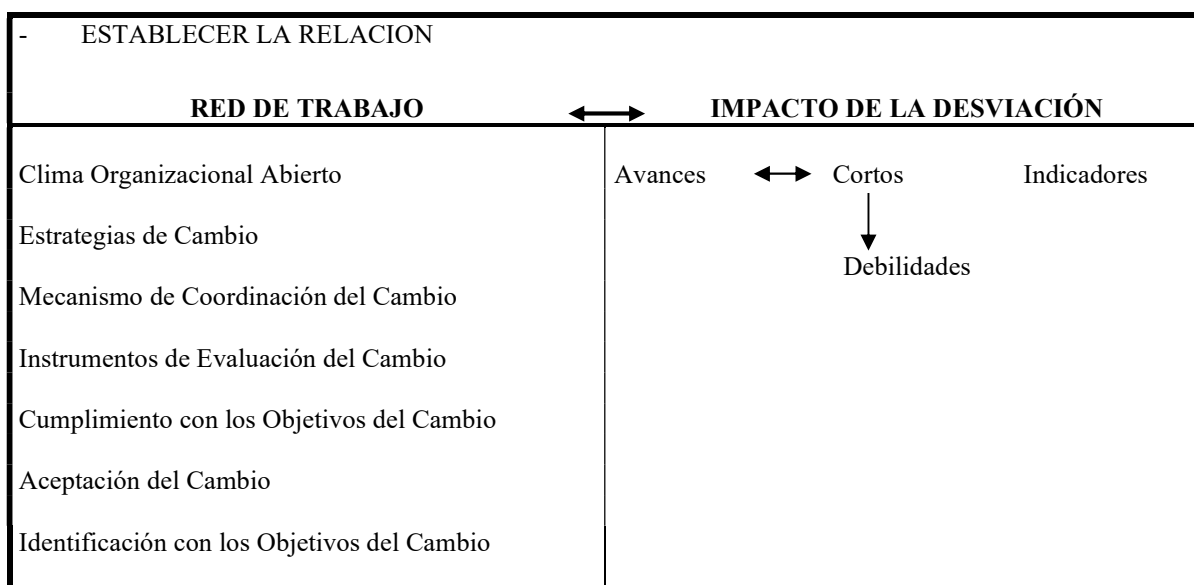 - ESTABLECER LA RELACION
RED DE TRABAJO IMPACTO DE LA DESVIACIÓN
Clima Organizacional Abierto
Avances Cortos Indicadores
Estrategias de Cambio
Debilidades
Mecanismo de Coordinación del Cambio
Instrumentos de Evaluación del Cambio
Cumplimiento con los Objetivos del Cambio
Aceptación del Cambio
Identificación con los Objetivos del Cambio